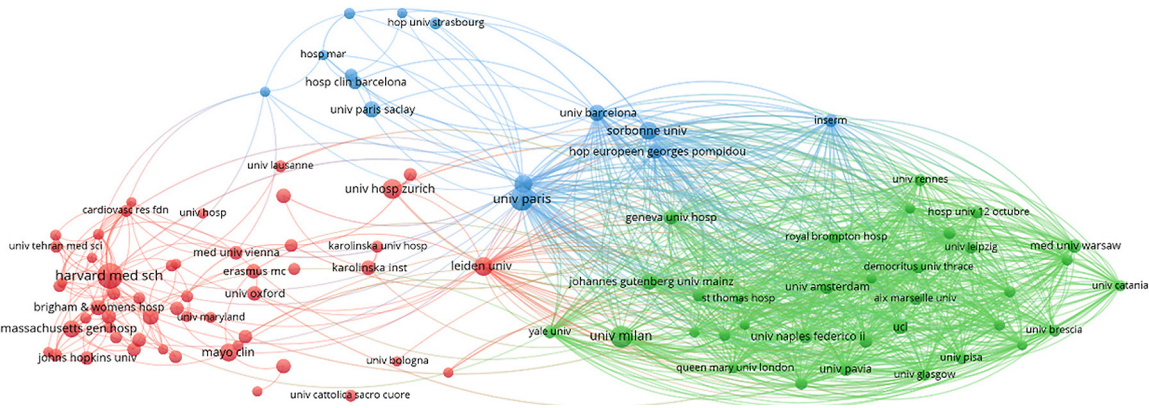 hop univ strasbourg
hosp mar
hosp clin barcelona
univ paris saclay
univ barcelona
inserm
sorbonne univ
hop europeen georges pompidou
univ lausanne
univ rennes
univ hosp zurich
univ paris
cardiovasc res fdn
univ hosp
geneva univ hosp
hosp univ 12 octubre
royal brompton hosp
univ tehran med sci
karolinska univ hosp
univ leipzig
med univ warsaw
med univ vienna
leiden univ
karolinska inst
democritus univ thrace
harvard med sch
erasmus mc
johannes gutenberg univ mainz
univ amsterdam
univ catania
univ oxford
st thomas hosp
aix marseille univ
brigham & womens hosp
univ maryland
massachusetts gen hosp
yale univ
univ milan
univ naples federico ii
ucl
univ brescia
mayo clin
johns hopkins univ
univ bologna
univ pisa
queen mary univ london
univ pavia
univ glasgow
univ cattolica sacro cuore